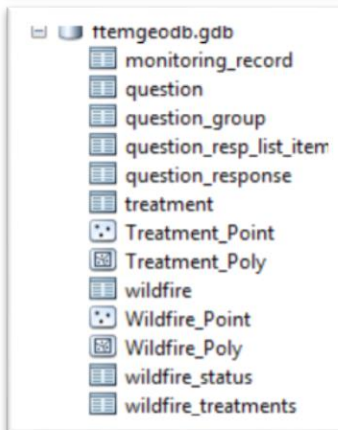 ftemgeodb.gdb
monitoring_record
question
question_group
question_resp_list_item
question_response
treatment
Treatment_Point
Treatment_Poly
wildfire
Wildfire_Point
Wildfire_Poly
wildfire_status
wildfire_treatments